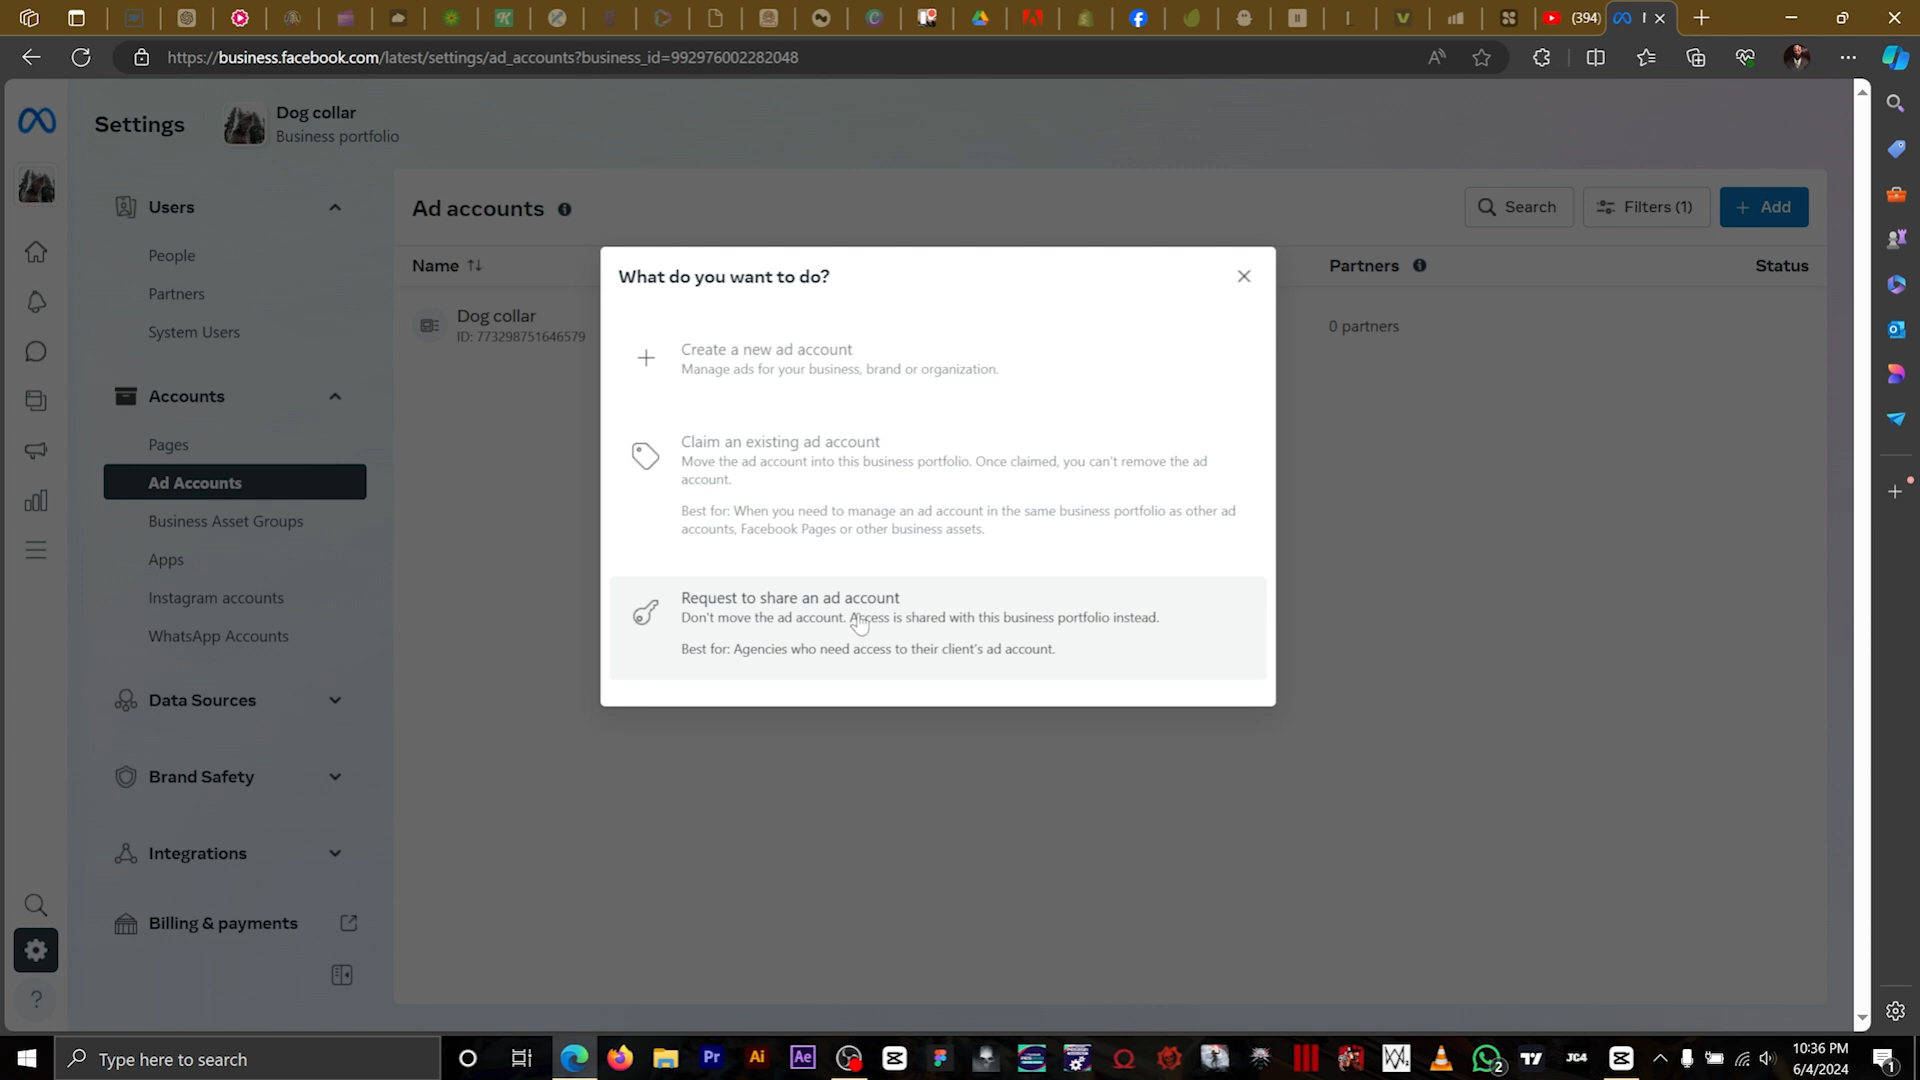 (394)
https://business.facebook.com/latest/settings/ad_accounts?business_id=992976002282048
Settings
Dog collar
Business portfolio
Users
People
Partners
System Users
Accounts
Pages
Ad Accounts
Business Asset Groups
Apps
Instagram accounts
WhatsApp Accounts
Data Sources
Brand Safety
Integrations
Billing & payments
Ad accounts
Search
Filters (1)
+ Add
Name
Partners
Status
Dog collar
ID: 773298751646579
0 partners
What do you want to do?
Create a new ad account
Manage ads for your business, brand or organization.
Claim an existing ad account
Move the ad account into this business portfolio. Once claimed, you can't remove the ad
account.
Best for: When you need to manage an ad account in the same business portfolio as other ad
accounts, Facebook Pages or other business assets.
Request to share an ad account
Don't move the ad account. Access is shared with this business portfolio instead.
Best for: Agencies who need access to their client's ad account.
Type here to search
Pr
Ai
Ae
2
JC4
10:36 PM
6/4/2024
1